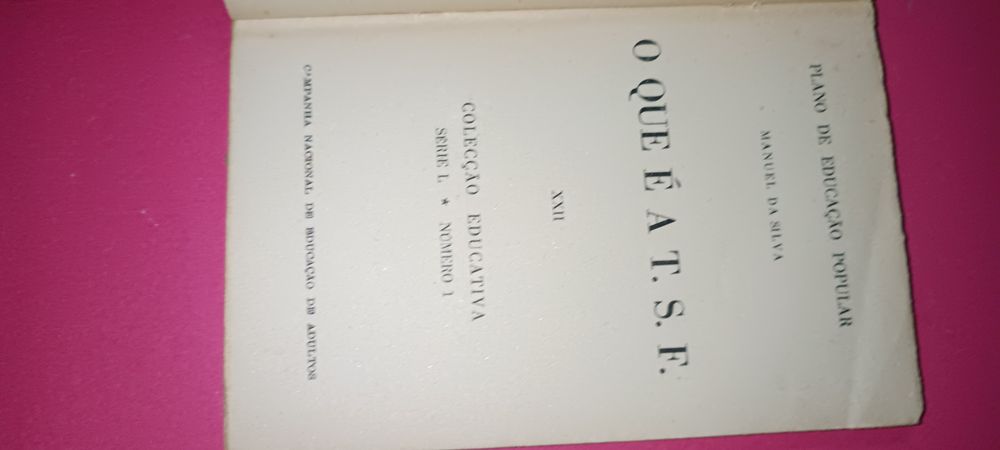 PLANO DE EDUCAÇÃO POPULAR
MANUEL DA SILVA
O QUE É A T. S. F.
XXII
COLECÇÃO EDUCATIVA
SÉRIE L * NÚMERO 1
CAMPANHA NACIONAL DE EDUCAÇÃO DE ADULTOS